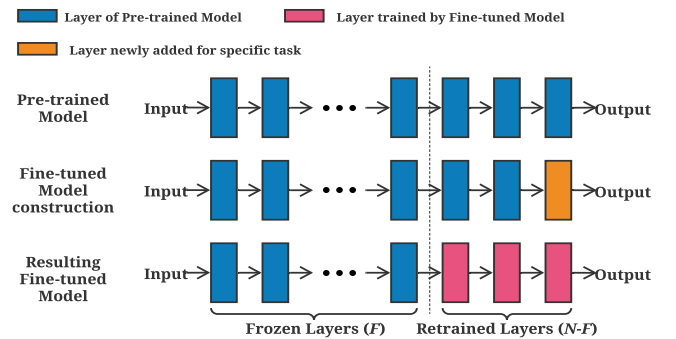 Layer of Pre-trained Model
Layer trained by Fine-tuned Model
Layer newly added for specific task
Pre-trained
Model
Input
Output
Fine-tuned
Model
construction
Input
Output
Resulting
Fine-tuned
Model
Input
Output
Frozen Layers (F)
Retrained Layers (N-F)